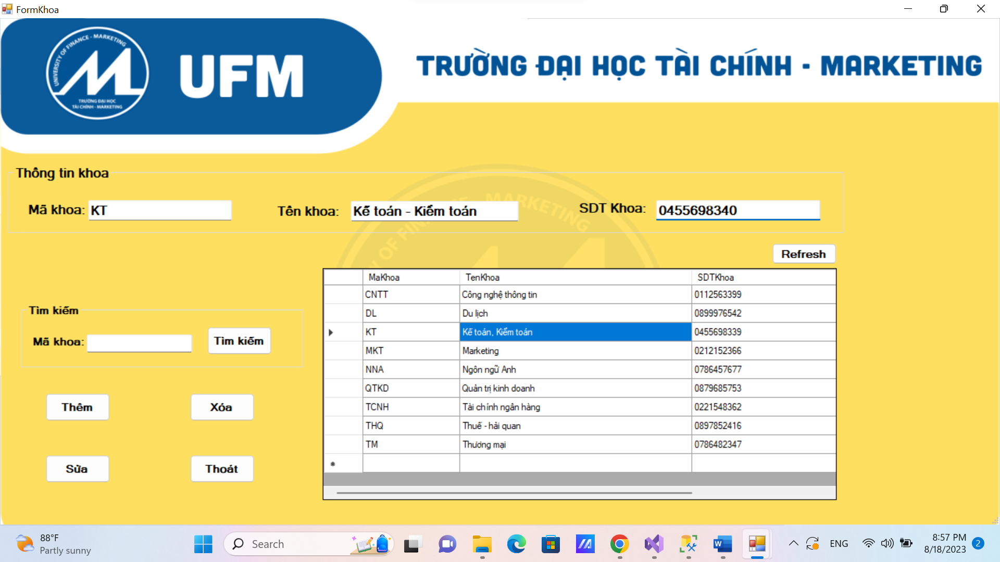 FormKhoa
UNIVERSITY OF FINANCE - MARKETING
TRƯỜNG ĐẠI HỌC
TÀI CHÍNH - MARKETING
UFM
TRƯỜNG ĐẠI HỌC TÀI CHÍNH - MARKETING
Thông tin khoa
Mã khoa: KT
Tên khoa: Kế toán - Kiểm toán
SDT Khoa: 0455698340
MARKETING
OF
Refresh
MaKhoa TenKhoa SDTKhoa
CNTT Công nghệ thông tin 0112563399
DL Du lịch 0899976542
KT Kế toán, Kiểm toán 0455698339
MKT Marketing 0212152366
NNA Ngôn ngữ Anh 0786457677
QTKD Quản trị kinh doanh 0879685753
TCNH Tài chính ngân hàng 0221548362
THQ Thuế - hải quan 0897852416
TM Thương mại 0786482347
Tìm kiếm
Mã khoa:
Tìm kiếm
Thêm
Xóa
Sửa
Thoát
88°F
Partly sunny
Search
ENG
8:57 PM
8/18/2023
2